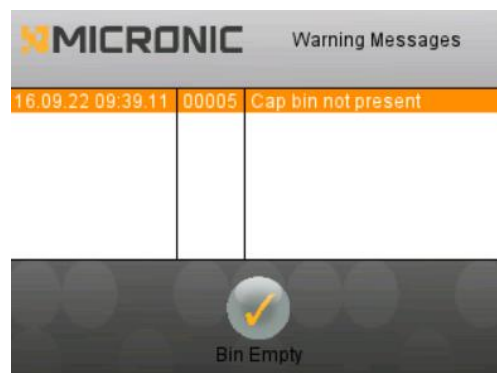 MICRONIC
Warning Messages
16.09.22 09:39.11 00005 Cap bin not present
Bin Empty